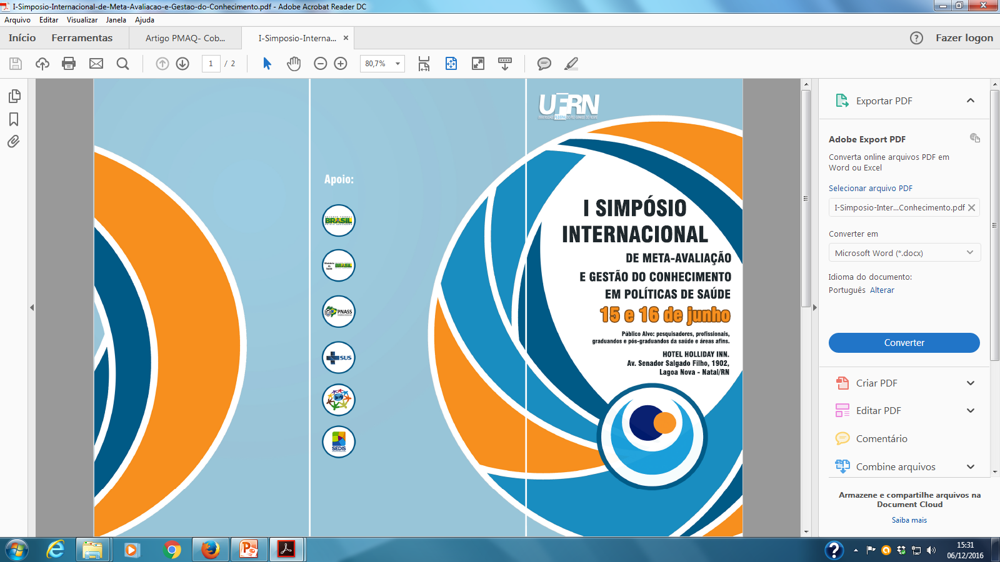 I-Simposio-Internacional-de-Meta-Avaliacao-e-Gestao-do-Conhecimento.pdf - Adobe Acrobat Reader DC
Arquivo Editar Visualizar Janela Ajuda
Início Ferramentas Artigo PMAQ- Cob... I-Simposio-Interna... Fazer logon
1 / 2 80,7%
UFRN
Apoio:
BRASIL
Ministério da Saúde BRASIL
PNASS
SUS
SEDIS
I SIMPÓSIO
INTERNACIONAL
DE META-AVALIAÇÃO
E GESTÃO DO CONHECIMENTO
EM POLÍTICAS DE SAÚDE
15 e 16 de junho
Público Alvo: pesquisadores, profissionais,
graduandos e pós-graduandos da saúde e áreas afins.
HOTEL HOLLIDAY INN.
Av. Senador Salgado Filho, 1902,
Lagoa Nova - Natal/RN
Exportar PDF
Adobe Export PDF
Converta online arquivos PDF em
Word ou Excel
Selecionar arquivo PDF
I-Simposio-Inter...Conhecimento.pdf
Converter em
Microsoft Word (*.docx)
Idioma do documento:
Português Alterar
Converter
Criar PDF
Editar PDF
Comentário
Combine arquivos
Armazene e compartilhe arquivos na
Document Cloud
Saiba mais
15:31
06/12/2016